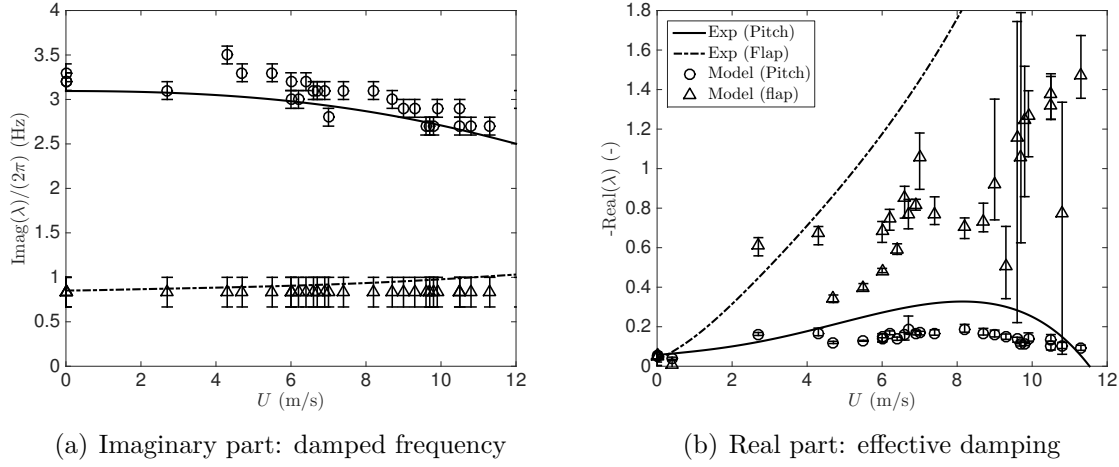 4
3.5
3
2.5
2
1.5
1
0.5
0
0 2 4 6 8 10 12
Imag(λ)/(2π) (Hz)
U (m/s)
(a) Imaginary part: damped frequency
1.8
1.6
1.4
1.2
1
0.8
0.6
0.4
0.2
0
0 2 4 6 8 10 12
-Real(λ) (-)
U (m/s)
Exp (Pitch)
Exp (Flap)
Model (Pitch)
Model (flap)
(b) Real part: effective damping